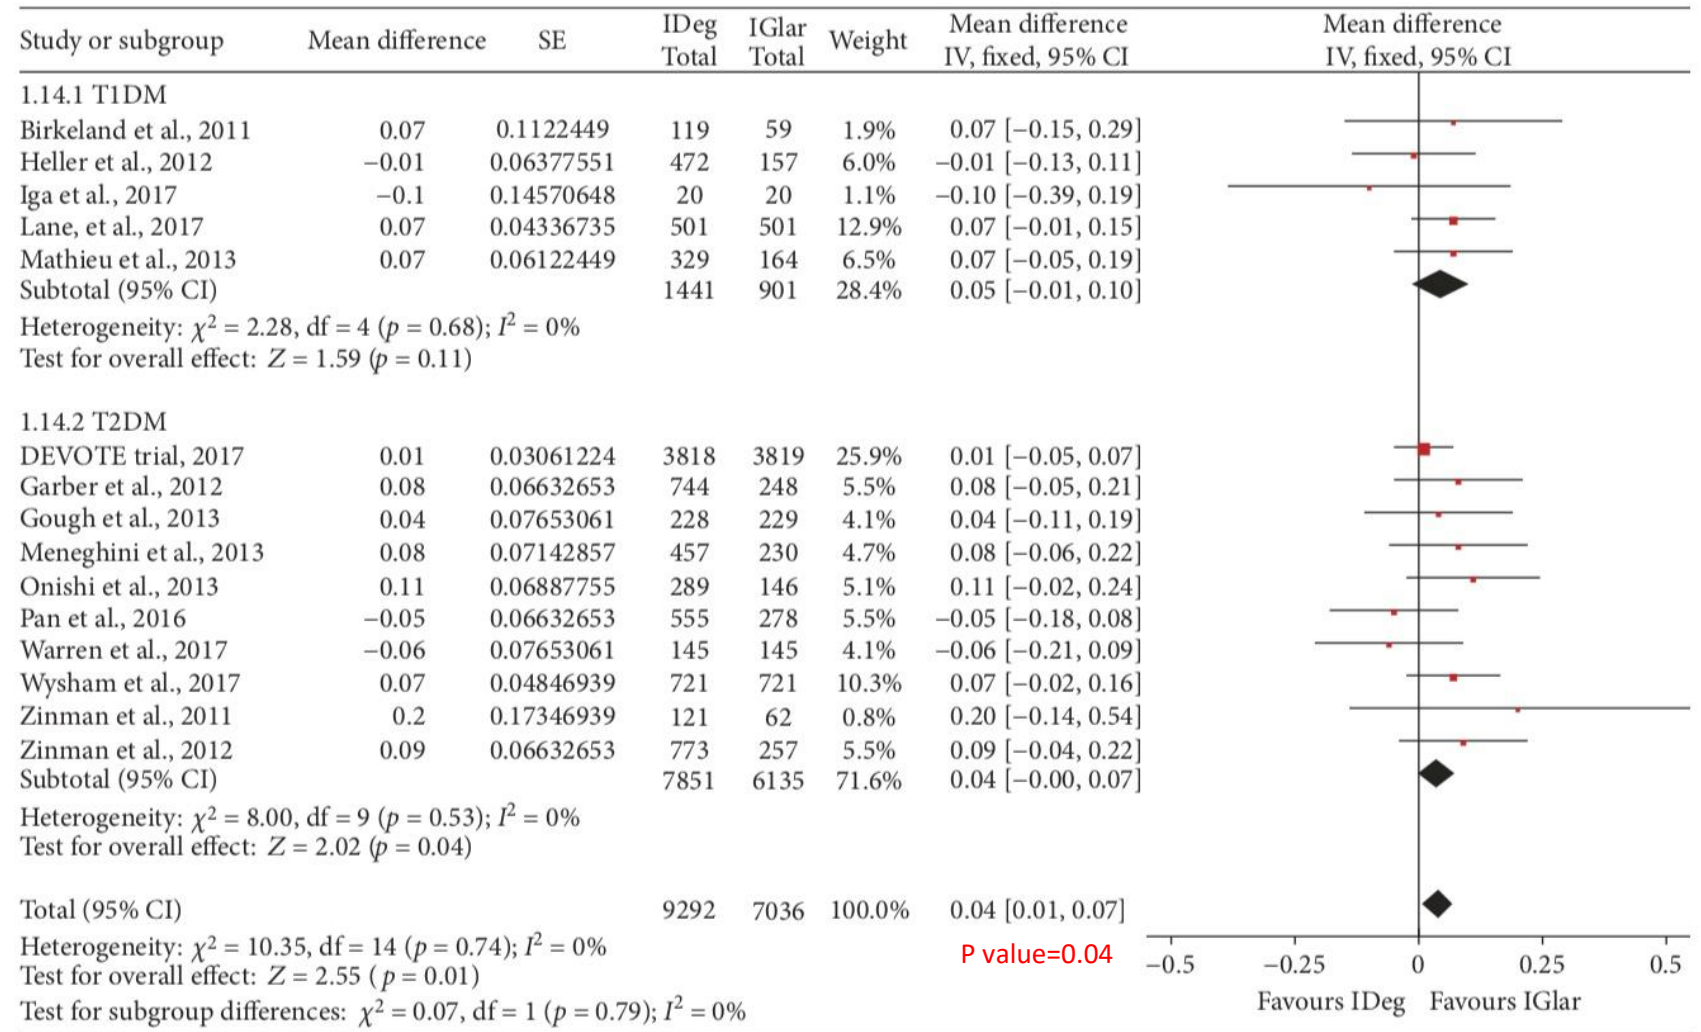 Study or subgroup Mean difference SE IDeg Total IGlar Total Weight Mean difference IV, fixed, 95% CI Mean difference IV, fixed, 95% CI
1.14.1 T1DM
Birkeland et al., 2011 0.07 0.1122449 119 59 1.9% 0.07 [−0.15, 0.29]
Heller et al., 2012 −0.01 0.06377551 472 157 6.0% −0.01 [−0.13, 0.11]
Iga et al., 2017 −0.1 0.14570648 20 20 1.1% −0.10 [−0.39, 0.19]
Lane, et al., 2017 0.07 0.04336735 501 501 12.9% 0.07 [−0.01, 0.15]
Mathieu et al., 2013 0.07 0.06122449 329 164 6.5% 0.07 [−0.05, 0.19]
Subtotal (95% CI) 1441 901 28.4% 0.05 [−0.01, 0.10]
Heterogeneity: χ² = 2.28, df = 4 (p = 0.68); I² = 0%
Test for overall effect: Z = 1.59 (p = 0.11)
1.14.2 T2DM
DEVOTE trial, 2017 0.01 0.03061224 3818 3819 25.9% 0.01 [−0.05, 0.07]
Garber et al., 2012 0.08 0.06632653 744 248 5.5% 0.08 [−0.05, 0.21]
Gough et al., 2013 0.04 0.07653061 228 229 4.1% 0.04 [−0.11, 0.19]
Meneghini et al., 2013 0.08 0.07142857 457 230 4.7% 0.08 [−0.06, 0.22]
Onishi et al., 2013 0.11 0.06887755 289 146 5.1% 0.11 [−0.02, 0.24]
Pan et al., 2016 −0.05 0.06632653 555 278 5.5% −0.05 [−0.18, 0.08]
Warren et al., 2017 −0.06 0.07653061 145 145 4.1% −0.06 [−0.21, 0.09]
Wysham et al., 2017 0.07 0.04846939 721 721 10.3% 0.07 [−0.02, 0.16]
Zinman et al., 2011 0.2 0.17346939 121 62 0.8% 0.20 [−0.14, 0.54]
Zinman et al., 2012 0.09 0.06632653 773 257 5.5% 0.09 [−0.04, 0.22]
Subtotal (95% CI) 7851 6135 71.6% 0.04 [−0.00, 0.07]
Heterogeneity: χ² = 8.00, df = 9 (p = 0.53); I² = 0%
Test for overall effect: Z = 2.02 (p = 0.04)
Total (95% CI) 9292 7036 100.0% 0.04 [0.01, 0.07]
Heterogeneity: χ² = 10.35, df = 14 (p = 0.74); I² = 0%
P value=0.04
Test for overall effect: Z = 2.55 (p = 0.01)
Test for subgroup differences: χ² = 0.07, df = 1 (p = 0.79); I² = 0%
−0.5 −0.25 0 0.25 0.5
Favours IDeg Favours IGlar